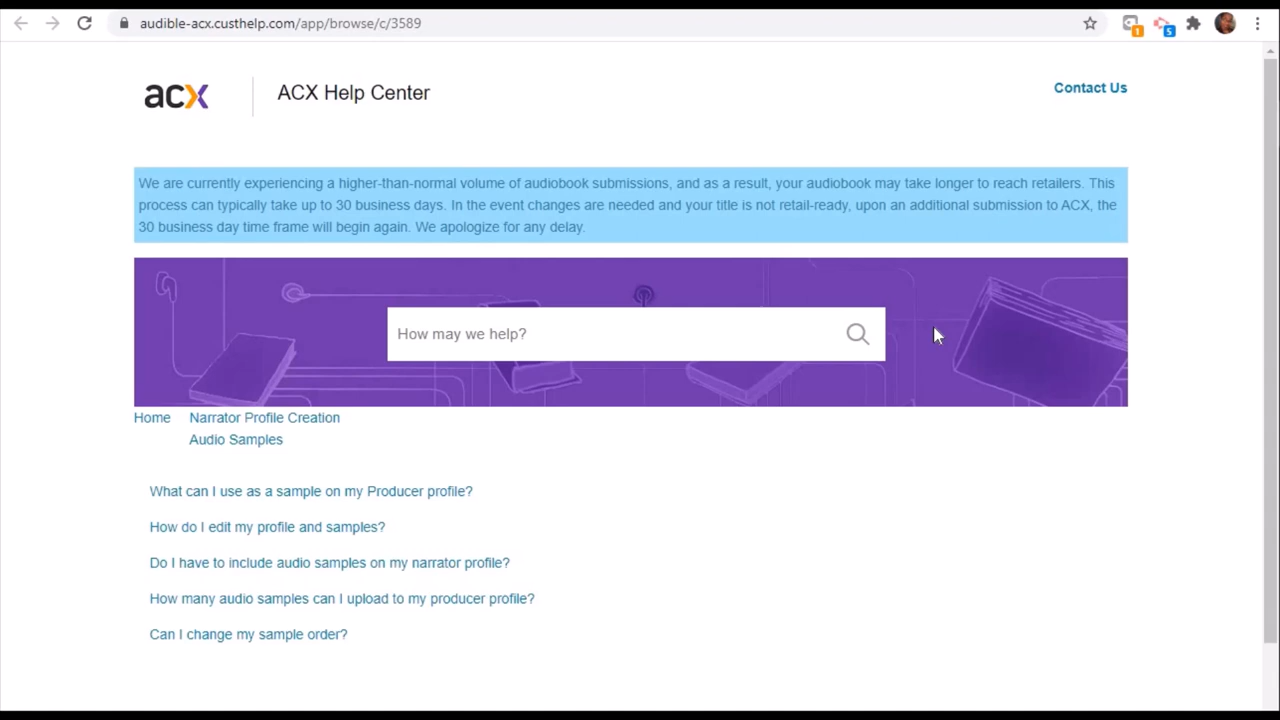 audible-acx.custhelp.com/app/browse/c/3589
1
5
acx
ACX Help Center
Contact Us
We are currently experiencing a higher-than-normal volume of audiobook submissions, and as a result, your audiobook may take longer to reach retailers. This
process can typically take up to 30 business days. In the event changes are needed and your title is not retail-ready, upon an additional submission to ACX, the
30 business day time frame will begin again. We apologize for any delay.
How may we help?
Home Narrator Profile Creation
Audio Samples
What can I use as a sample on my Producer profile?
How do I edit my profile and samples?
Do I have to include audio samples on my narrator profile?
How many audio samples can I upload to my producer profile?
Can I change my sample order?